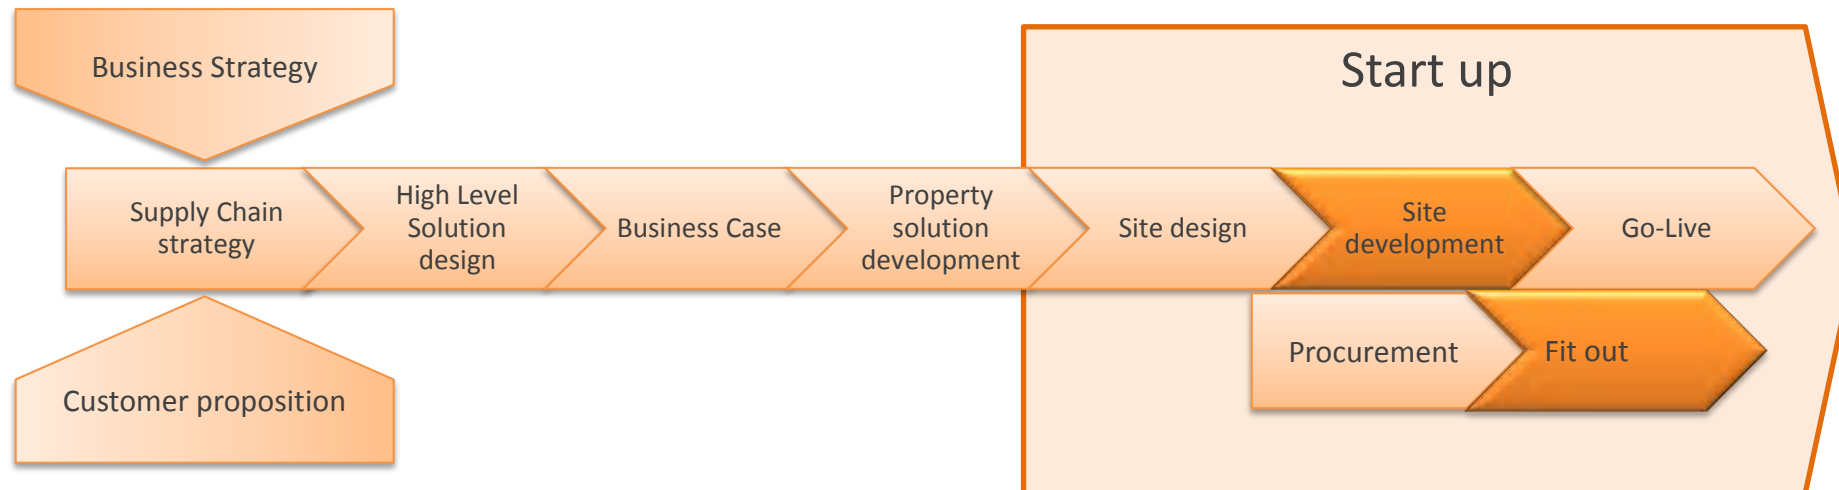 Business Strategy
Start up
Supply Chain
strategy
High Level
Solution
design
Business Case
Property
solution
development
Site design
Site
development
Go-Live
Procurement
Fit out
Customer proposition